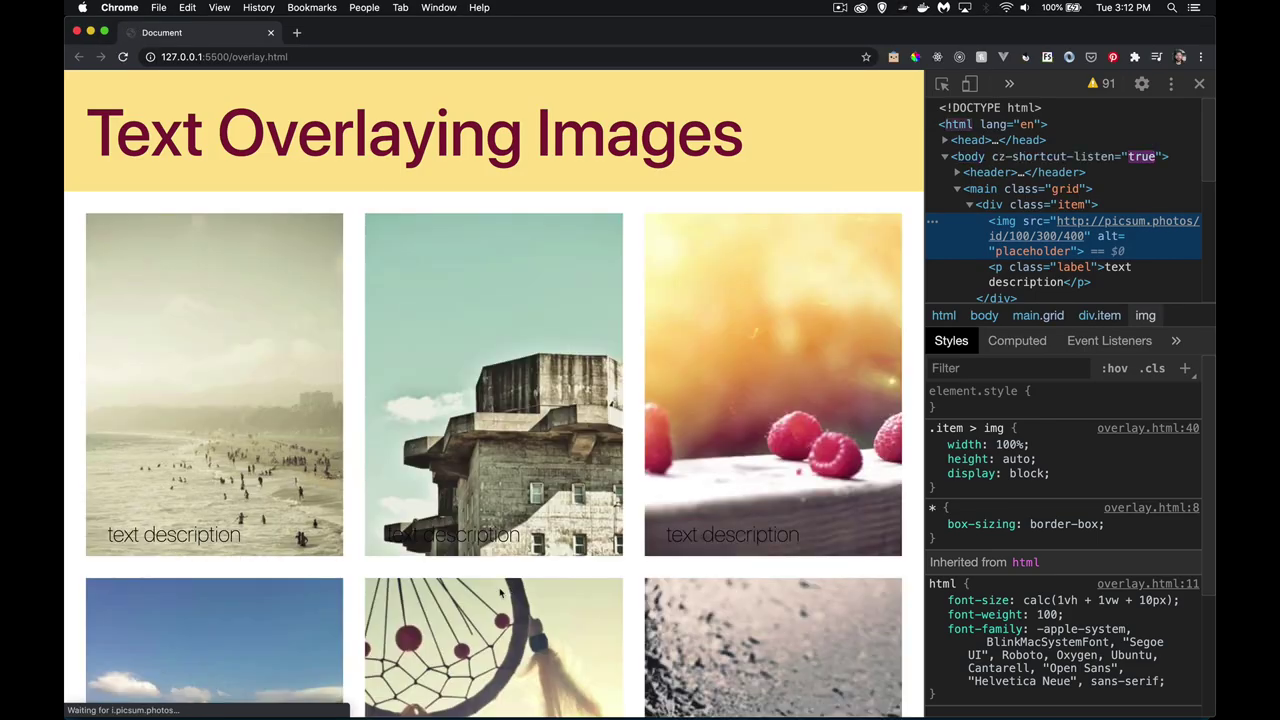 Chrome File Edit View History Bookmarks People Tab Window Help 100% Tue 3:12 PM
Document
127.0.0.1:5500/overlay.html
Text Overlaying Images
text description
text description
text description
Waiting for i.picsum.photos...
91
<!DOCTYPE html>
<html lang="en">
<head>…</head>
<body cz-shortcut-listen="true">
<header>…</header>
<main class="grid">
<div class="item">
<img src="http://picsum.photos/
id/100/300/400" alt=
"placeholder"> == $0
<p class="label">text
description</p>
</div>
html body main.grid div.item img
Styles Computed Event Listeners
Filter :hov .cls +
element.style {
}
.item > img { overlay.html:40
width: 100%;
height: auto;
display: block;
}
* { overlay.html:8
box-sizing: border-box;
}
Inherited from html
html { overlay.html:11
font-size: calc(1vh + 1vw + 10px);
font-weight: 100;
font-family: -apple-system,
BlinkMacSystemFont, "Segoe
UI", Roboto, Oxygen, Ubuntu,
Cantarell, "Open Sans",
"Helvetica Neue", sans-serif;
}